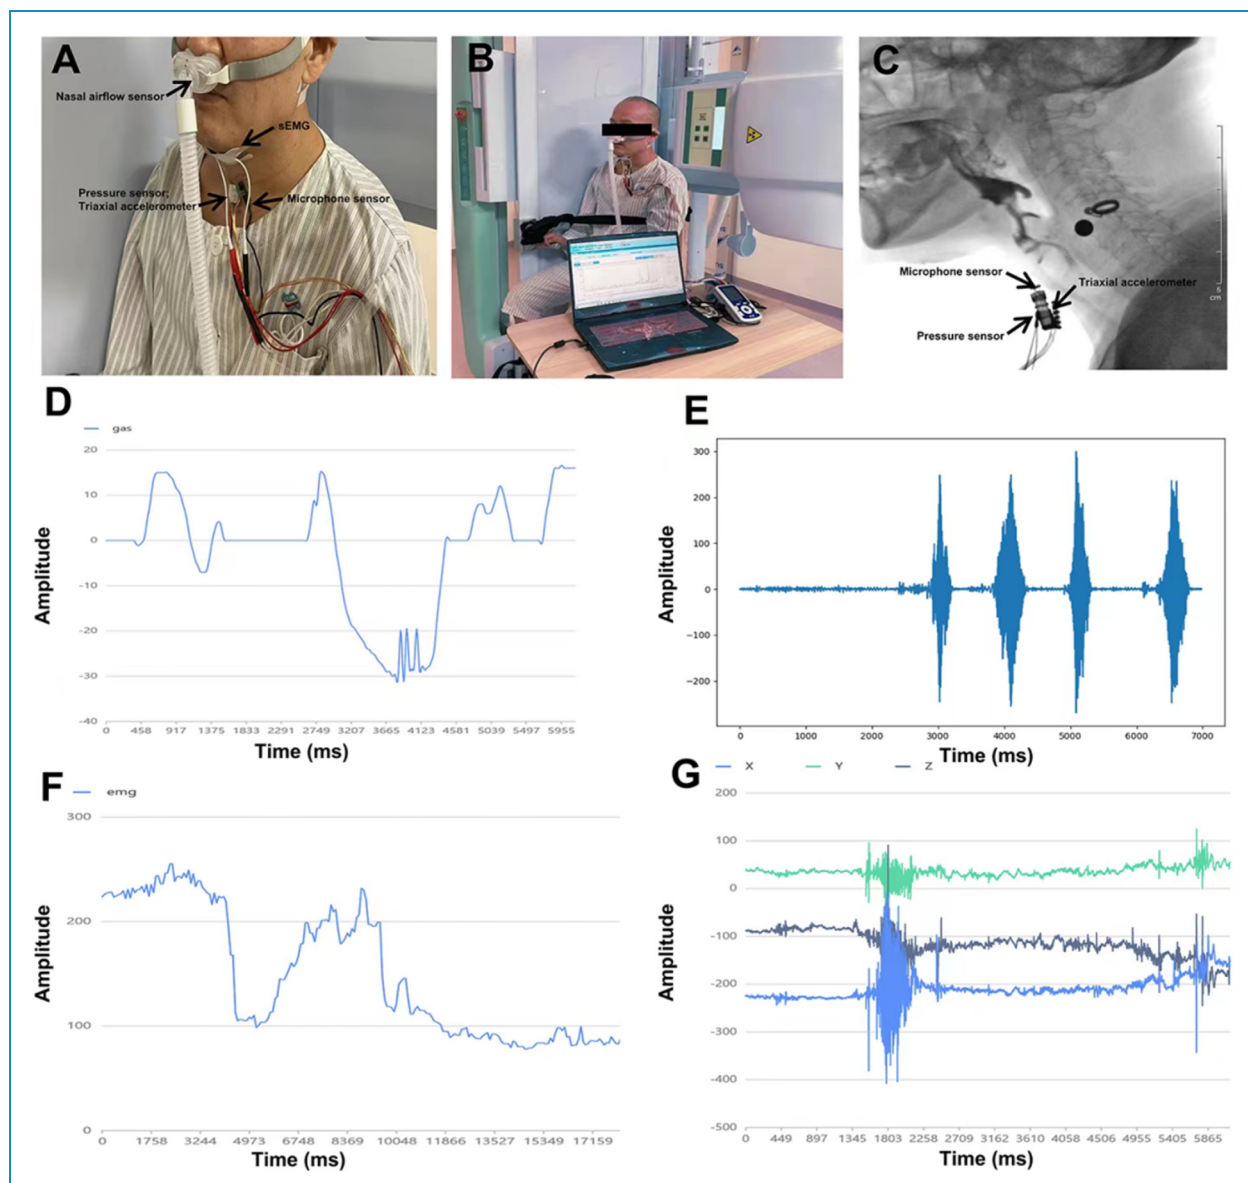 A
Nasal airflow sensor
sEMG
Pressure sensor;
Triaxial accelerometer
Microphone sensor
B
C
Microphone sensor
Triaxial accelerometer
Pressure sensor
5
cm
D
gas
20
10
0
-10
-20
-30
-40
Amplitude
0 458 917 1375 1833 2291 2749 3207 3665 4123 4581 5039 5497 5955
Time (ms)
E
300
200
100
0
-100
-200
Amplitude
0 1000 2000 3000 4000 5000 6000 7000
Time (ms)
F
emg
300
200
100
0
Amplitude
0 1758 3244 4973 6748 8369 10048 11866 13527 15349 17159
Time (ms)
G
X Y Z
200
100
0
-100
-200
-300
-400
-500
Amplitude
0 449 897 1345 1803 2258 2709 3162 3610 4058 4506 4955 5405 5865
Time (ms)